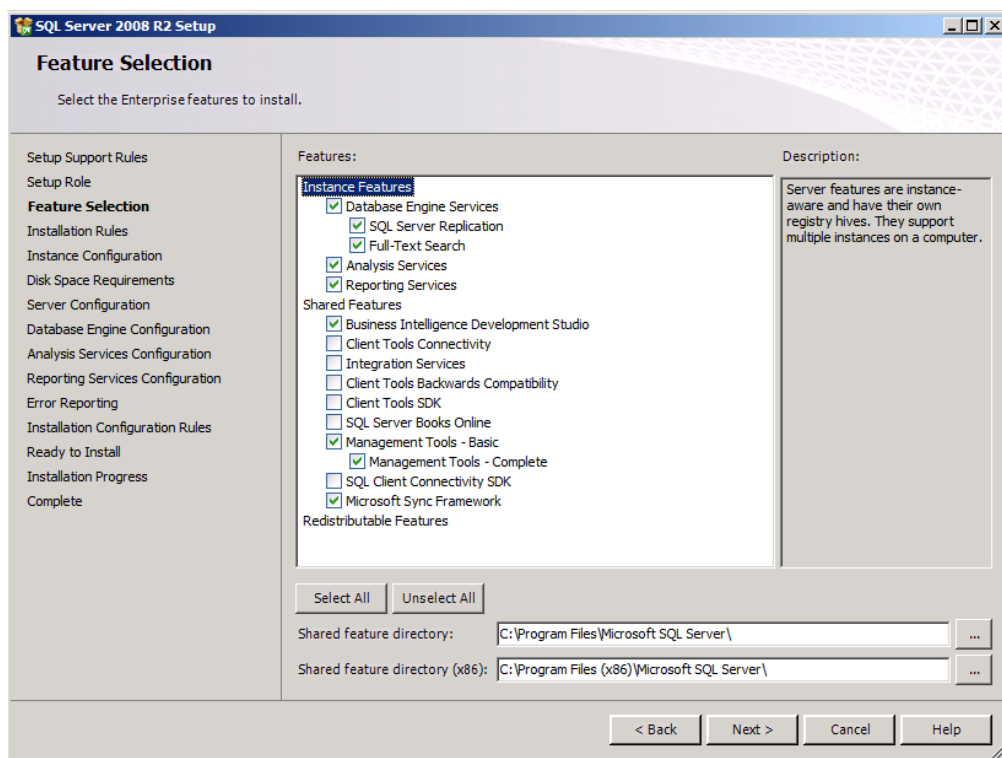 SQL Server 2008 R2 Setup
Feature Selection
Select the Enterprise features to install.
Setup Support Rules
Setup Role
Feature Selection
Installation Rules
Instance Configuration
Disk Space Requirements
Server Configuration
Database Engine Configuration
Analysis Services Configuration
Reporting Services Configuration
Error Reporting
Installation Configuration Rules
Ready to Install
Installation Progress
Complete
Features:
Instance Features
Database Engine Services
SQL Server Replication
Full-Text Search
Analysis Services
Reporting Services
Shared Features
Business Intelligence Development Studio
Client Tools Connectivity
Integration Services
Client Tools Backwards Compatibility
Client Tools SDK
SQL Server Books Online
Management Tools - Basic
Management Tools - Complete
SQL Client Connectivity SDK
Microsoft Sync Framework
Redistributable Features
Description:
Server features are instance-
aware and have their own
registry hives. They support
multiple instances on a computer.
Select All
Unselect All
Shared feature directory:
C:\Program Files\Microsoft SQL Server\
...
Shared feature directory (x86):
C:\Program Files (x86)\Microsoft SQL Server\
...
< Back
Next >
Cancel
Help